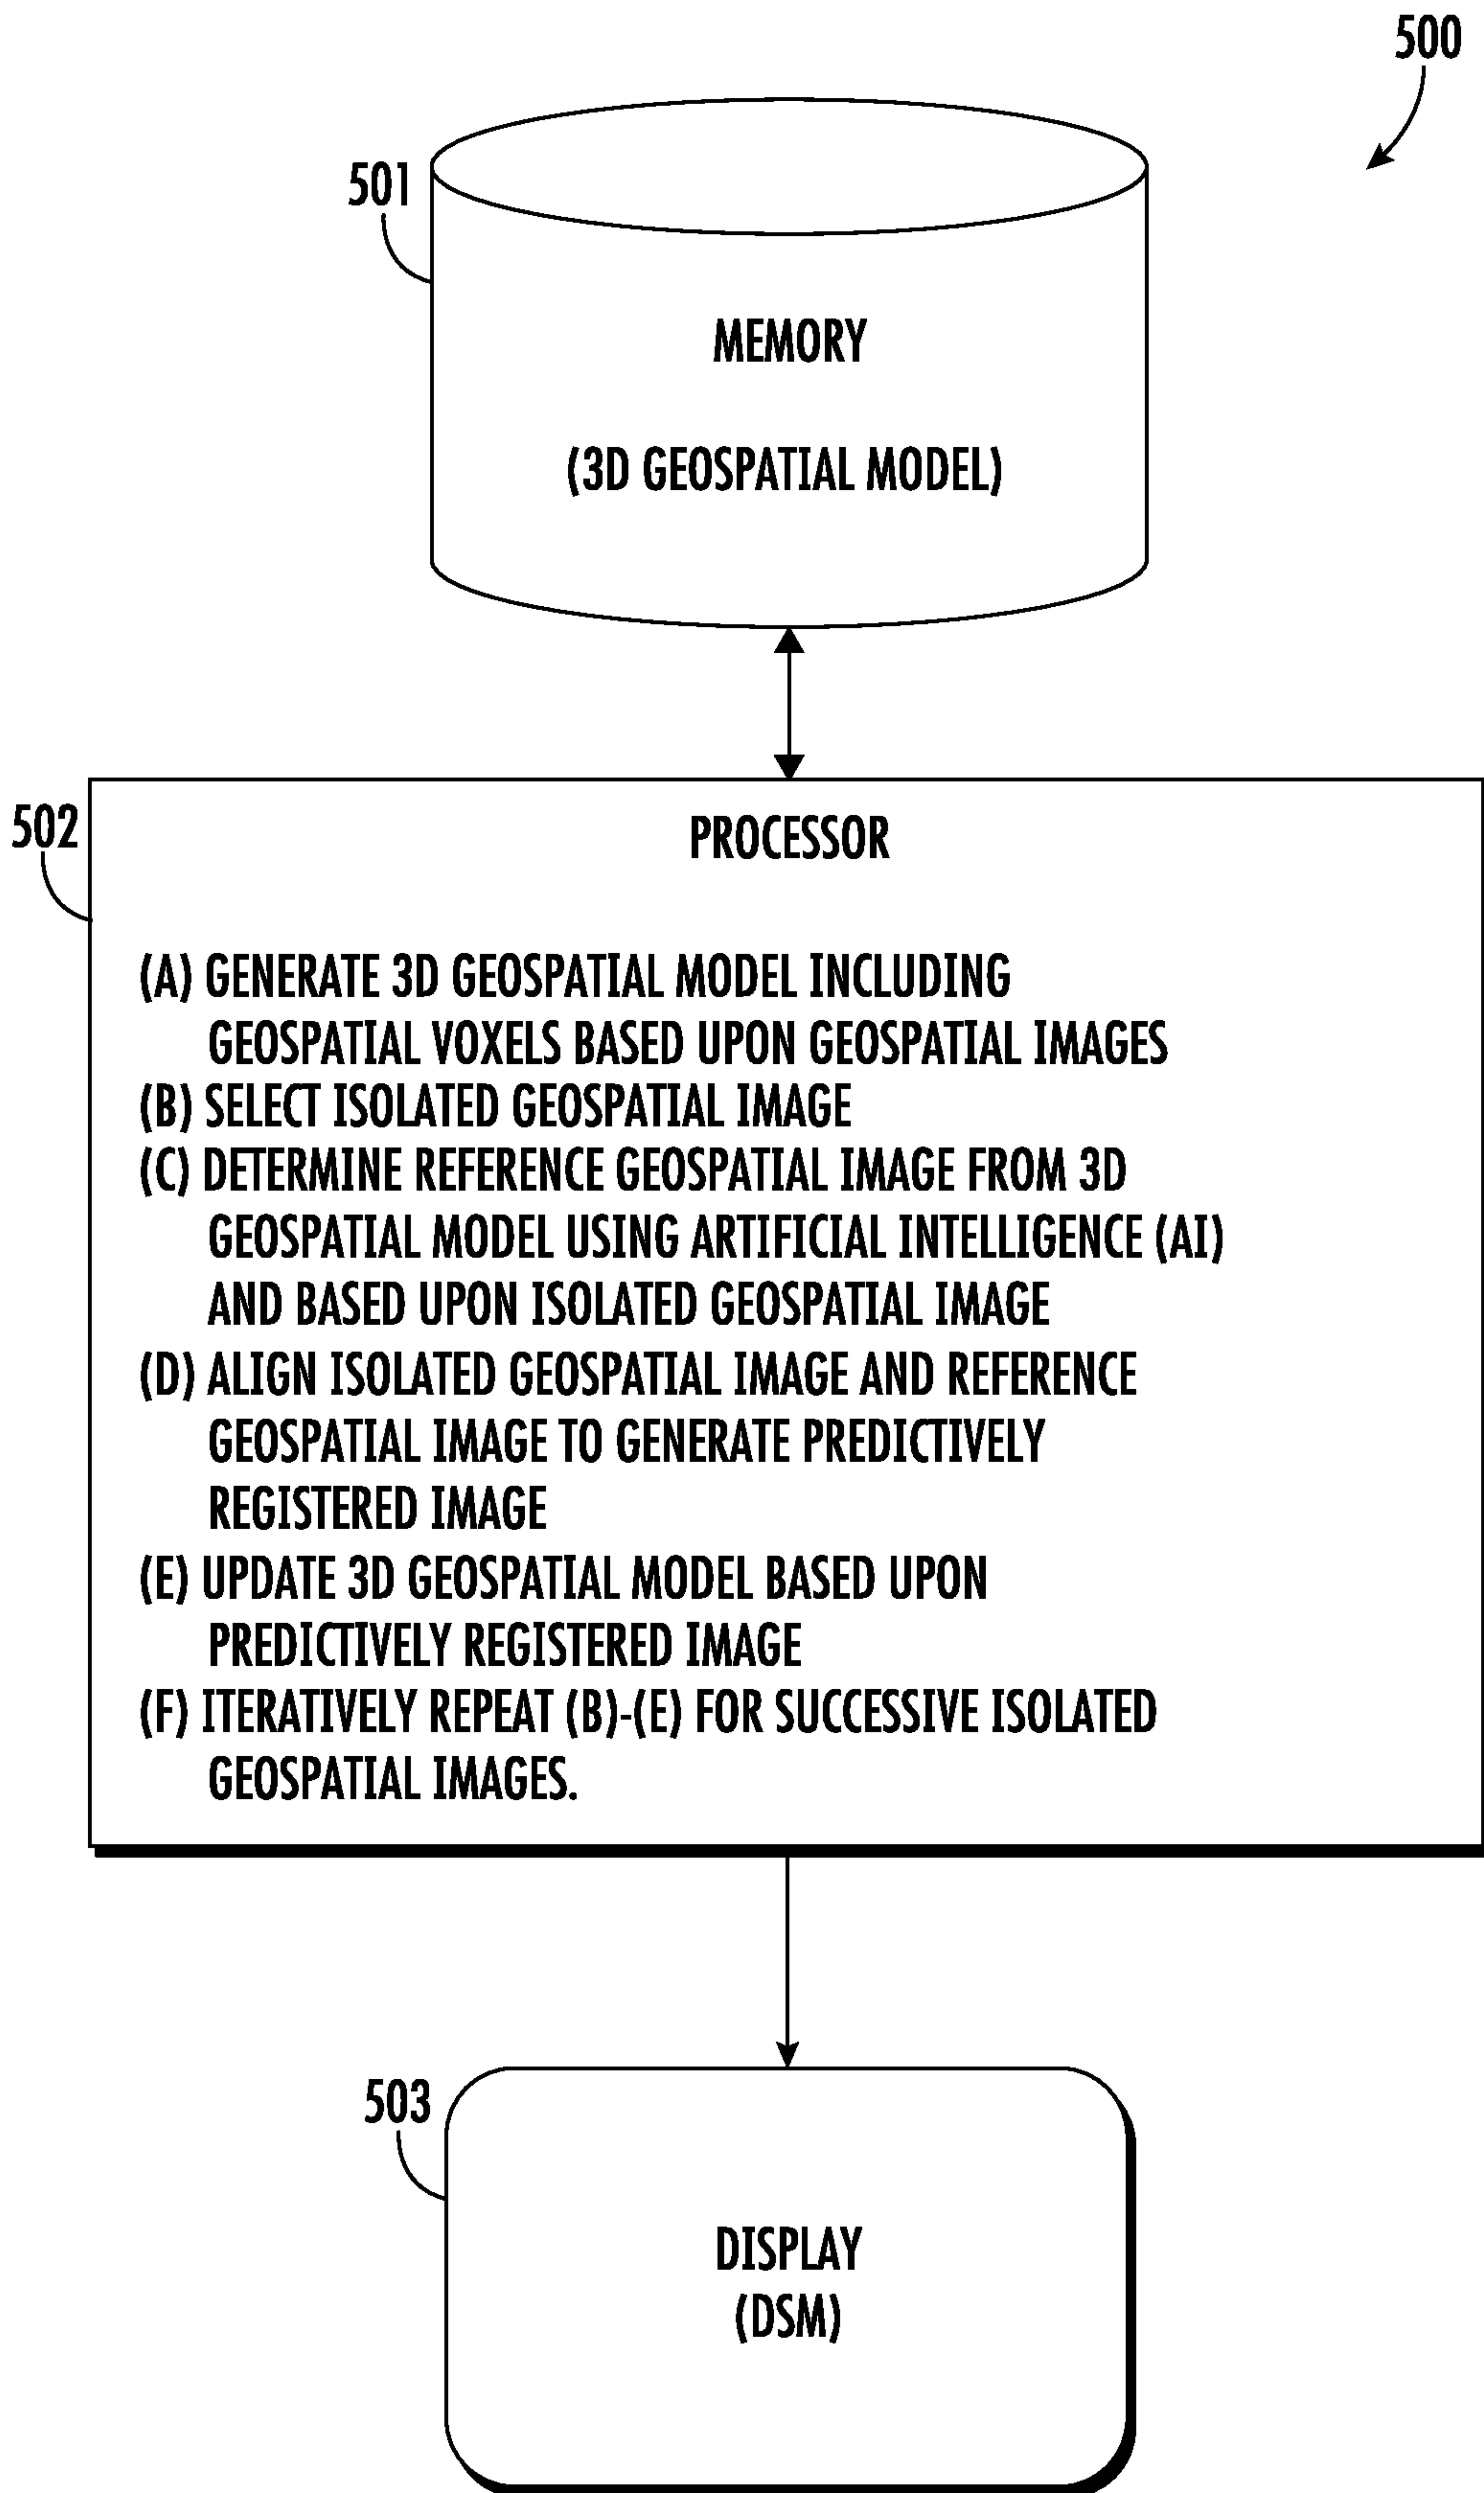 500
501
MEMORY
(3D GEOSPATIAL MODEL)
502
PROCESSOR
(A) GENERATE 3D GEOSPATIAL MODEL INCLUDING
GEOSPATIAL VOXELS BASED UPON GEOSPATIAL IMAGES
(B) SELECT ISOLATED GEOSPATIAL IMAGE
(C) DETERMINE REFERENCE GEOSPATIAL IMAGE FROM 3D
GEOSPATIAL MODEL USING ARTIFICIAL INTELLIGENCE (AI)
AND BASED UPON ISOLATED GEOSPATIAL IMAGE
(D) ALIGN ISOLATED GEOSPATIAL IMAGE AND REFERENCE
GEOSPATIAL IMAGE TO GENERATE PREDICTIVELY
REGISTERED IMAGE
(E) UPDATE 3D GEOSPATIAL MODEL BASED UPON
PREDICTIVELY REGISTERED IMAGE
(F) ITERATIVELY REPEAT (B)-(E) FOR SUCCESSIVE ISOLATED
GEOSPATIAL IMAGES.
503
DISPLAY
(DSM)